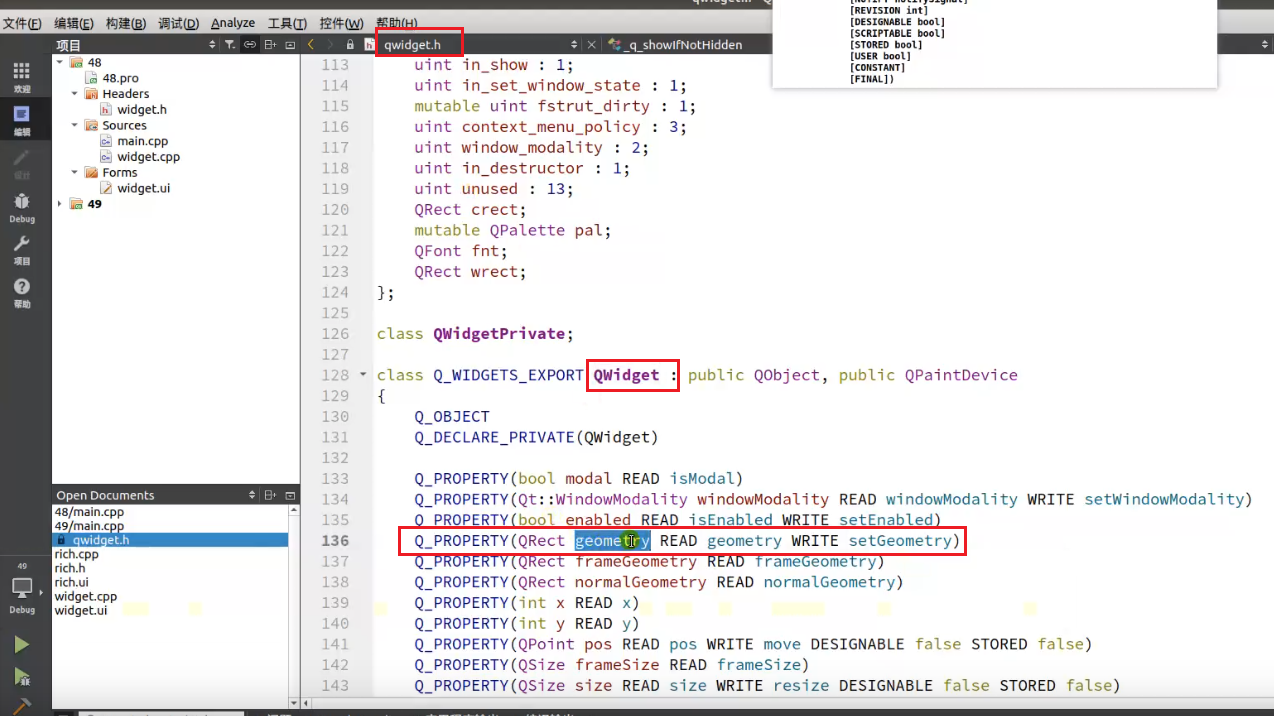 文件(F) 编辑(E) 构建(B) 调试(D) Analyze 工具(T) 控件(W) 帮助(H)
[REVISION int]
[DESIGNABLE bool]
[SCRIPTABLE bool]
[STORED bool]
[USER bool]
[CONSTANT]
[FINAL])
项目
qwidget.h
_q_showIfNotHidden
欢迎
编辑
设计
Debug
项目
帮助
48
48.pro
Headers
widget.h
Sources
main.cpp
widget.cpp
Forms
widget.ui
49
Open Documents
48/main.cpp
49/main.cpp
qwidget.h
rich.cpp
rich.h
rich.ui
widget.cpp
widget.ui
49
Debug
113 uint in_show : 1;
114 uint in_set_window_state : 1;
115 mutable uint fstrut_dirty : 1;
116 uint context_menu_policy : 3;
117 uint window_modality : 2;
118 uint in_destructor : 1;
119 uint unused : 13;
120 QRect crect;
121 mutable QPalette pal;
122 QFont fnt;
123 QRect wrect;
124 };
125
126 class QWidgetPrivate;
127
128 class Q_WIDGETS_EXPORT QWidget : public QObject, public QPaintDevice
129 {
130 Q_OBJECT
131 Q_DECLARE_PRIVATE(QWidget)
132
133 Q_PROPERTY(bool modal READ isModal)
134 Q_PROPERTY(Qt::WindowModality windowModality READ windowModality WRITE setWindowModality)
135 Q_PROPERTY(bool enabled READ isEnabled WRITE setEnabled)
136 Q_PROPERTY(QRect geometry READ geometry WRITE setGeometry)
137 Q_PROPERTY(QRect frameGeometry READ frameGeometry)
138 Q_PROPERTY(QRect normalGeometry READ normalGeometry)
139 Q_PROPERTY(int x READ x)
140 Q_PROPERTY(int y READ y)
141 Q_PROPERTY(QPoint pos READ pos WRITE move DESIGNABLE false STORED false)
142 Q_PROPERTY(QSize frameSize READ frameSize)
143 Q_PROPERTY(QSize size READ size WRITE resize DESIGNABLE false STORED false)